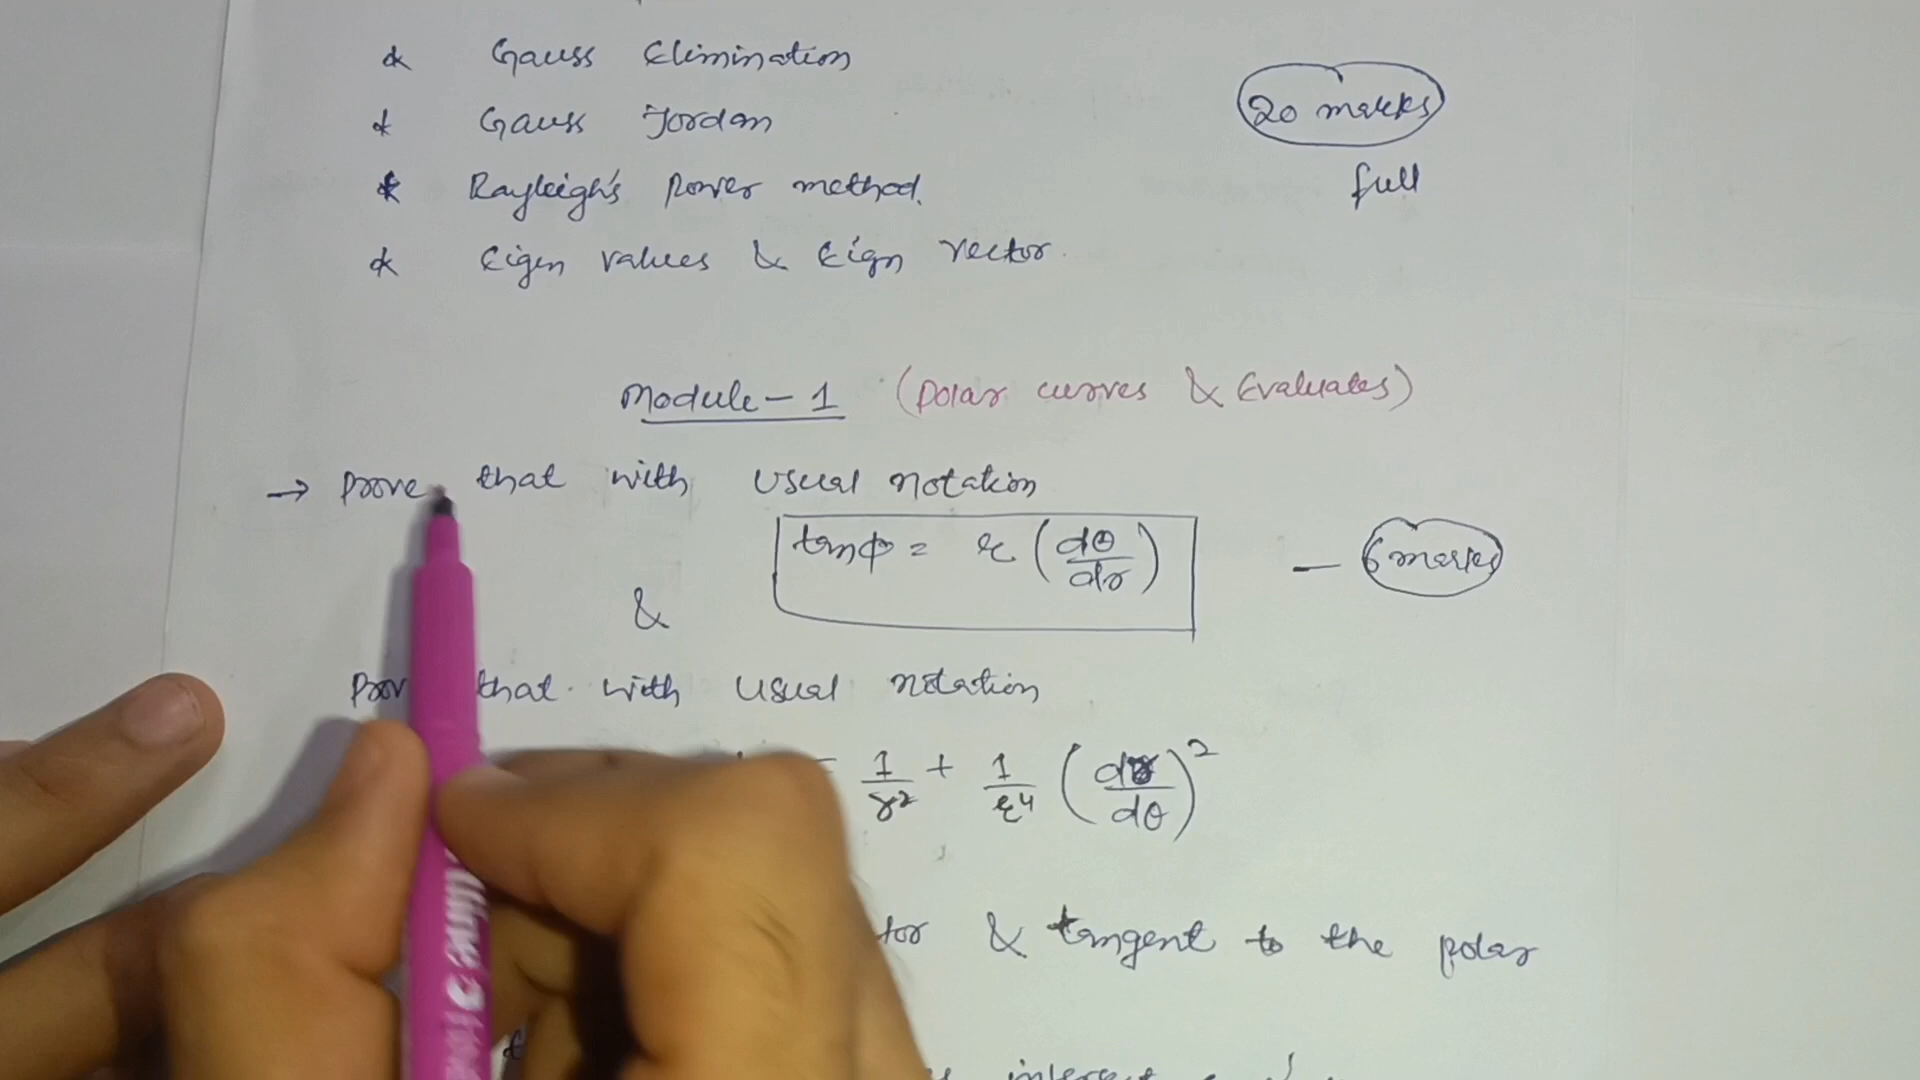 * Gauss Elimination
* Gauss Jordan
* Rayleigh's Power method.
* Eigen values & Eign vector.
20 marks
full
Module - 1 (Polar curves & Evaluates)
→ Prove that with usual notation
tanφ = r (dθ/dr) — 6 marks
&
that with usual notation
= 1/r² + 1/r⁴ (dr/dθ)²
& tangent to the polar